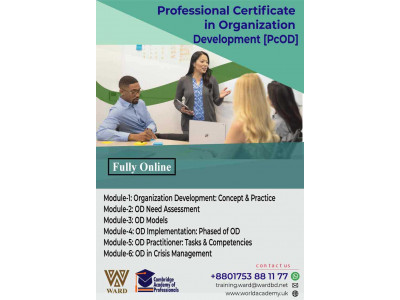 Professional Certificate
in Organization
Development [PcOD]
Fully Online
Module-1: Organization Development: Concept & Practice
Module-2: OD Need Assessment
Module-3: OD Models
Module-4: OD Implementation: Phased of OD
Module-5: OD Practitioner: Tasks & Competencies
Module-6: OD in Crisis Management
contact us
+8801753 88 11 77
training.ward@wardbd.net
www.worldacademy.uk
WARD
Cambridge
Academy of
Professionals